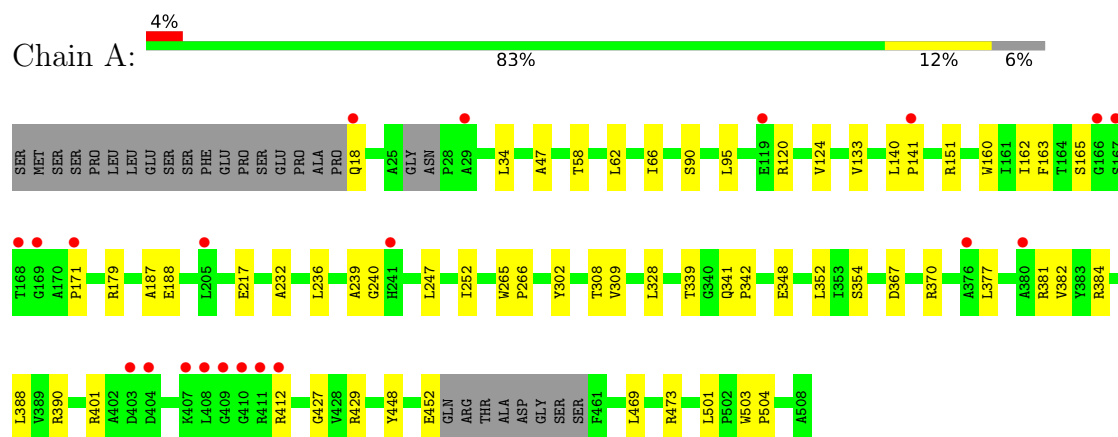 4%
Chain A:
83% 12% 6%
SER MET SER SER PRO LEU LEU GLU SER SER PHE GLU PRO SER GLU PRO ALA PRO Q18 A25 GLY ASN P28 A29 L34 A47 T58 L62 I66 S90 L95 E119 R120 V124 V133 L140 P141 R151 W160 I161 I162 F163 T164 S165 G166 S167
T168 G169 A170 P171 R179 A187 E188 L205 E217 A232 L236 A239 G240 H241 L247 I252 W265 P266 Y302 T308 V309 L328 T339 G340 Q341 P342 E348 L352 I353 S354 D367 R370 A376 L377 A380 R381 V382 Y383 R384
L388 V389 R390 R401 A402 D403 D404 K407 L408 G409 G410 R411 R412 G427 V428 R429 Y448 E452 GLN ARG THR ALA ASP GLY SER SER F461 L469 R473 L501 P502 W503 P504 A508